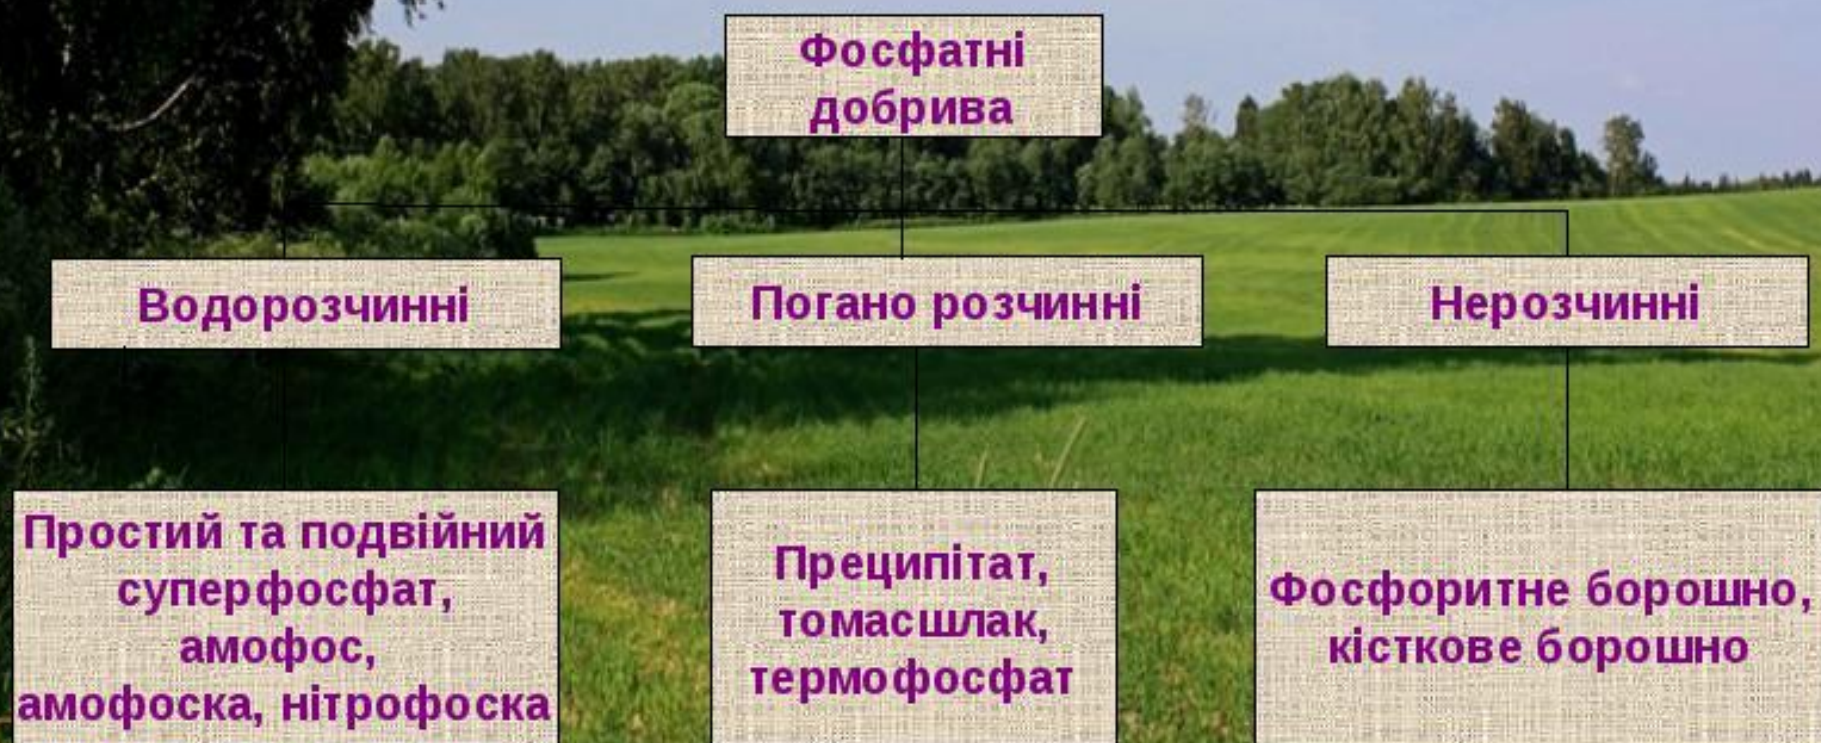 Фосфатні
добрива
Водорозчинні
Погано розчинні
Нерозчинні
Простий та подвійний
суперфосфат,
амофос,
амофоска, нітрофоска
Преципітат,
томасшлак,
термофосфат
Фосфоритне борошно,
кісткове борошно